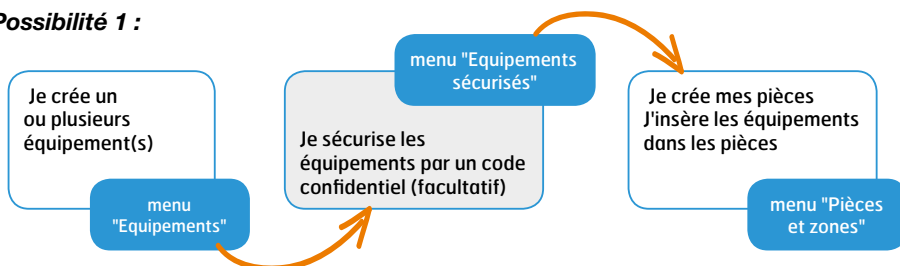 Possibilité 1 :
Je crée un
ou plusieurs
équipement(s)
menu
"Equipements"
menu "Equipements
sécurisés"
Je sécurise les
équipements par un code
confidentiel (facultatif)
Je crée mes pièces
J'insère les équipements
dans les pièces
menu "Pièces
et zones"